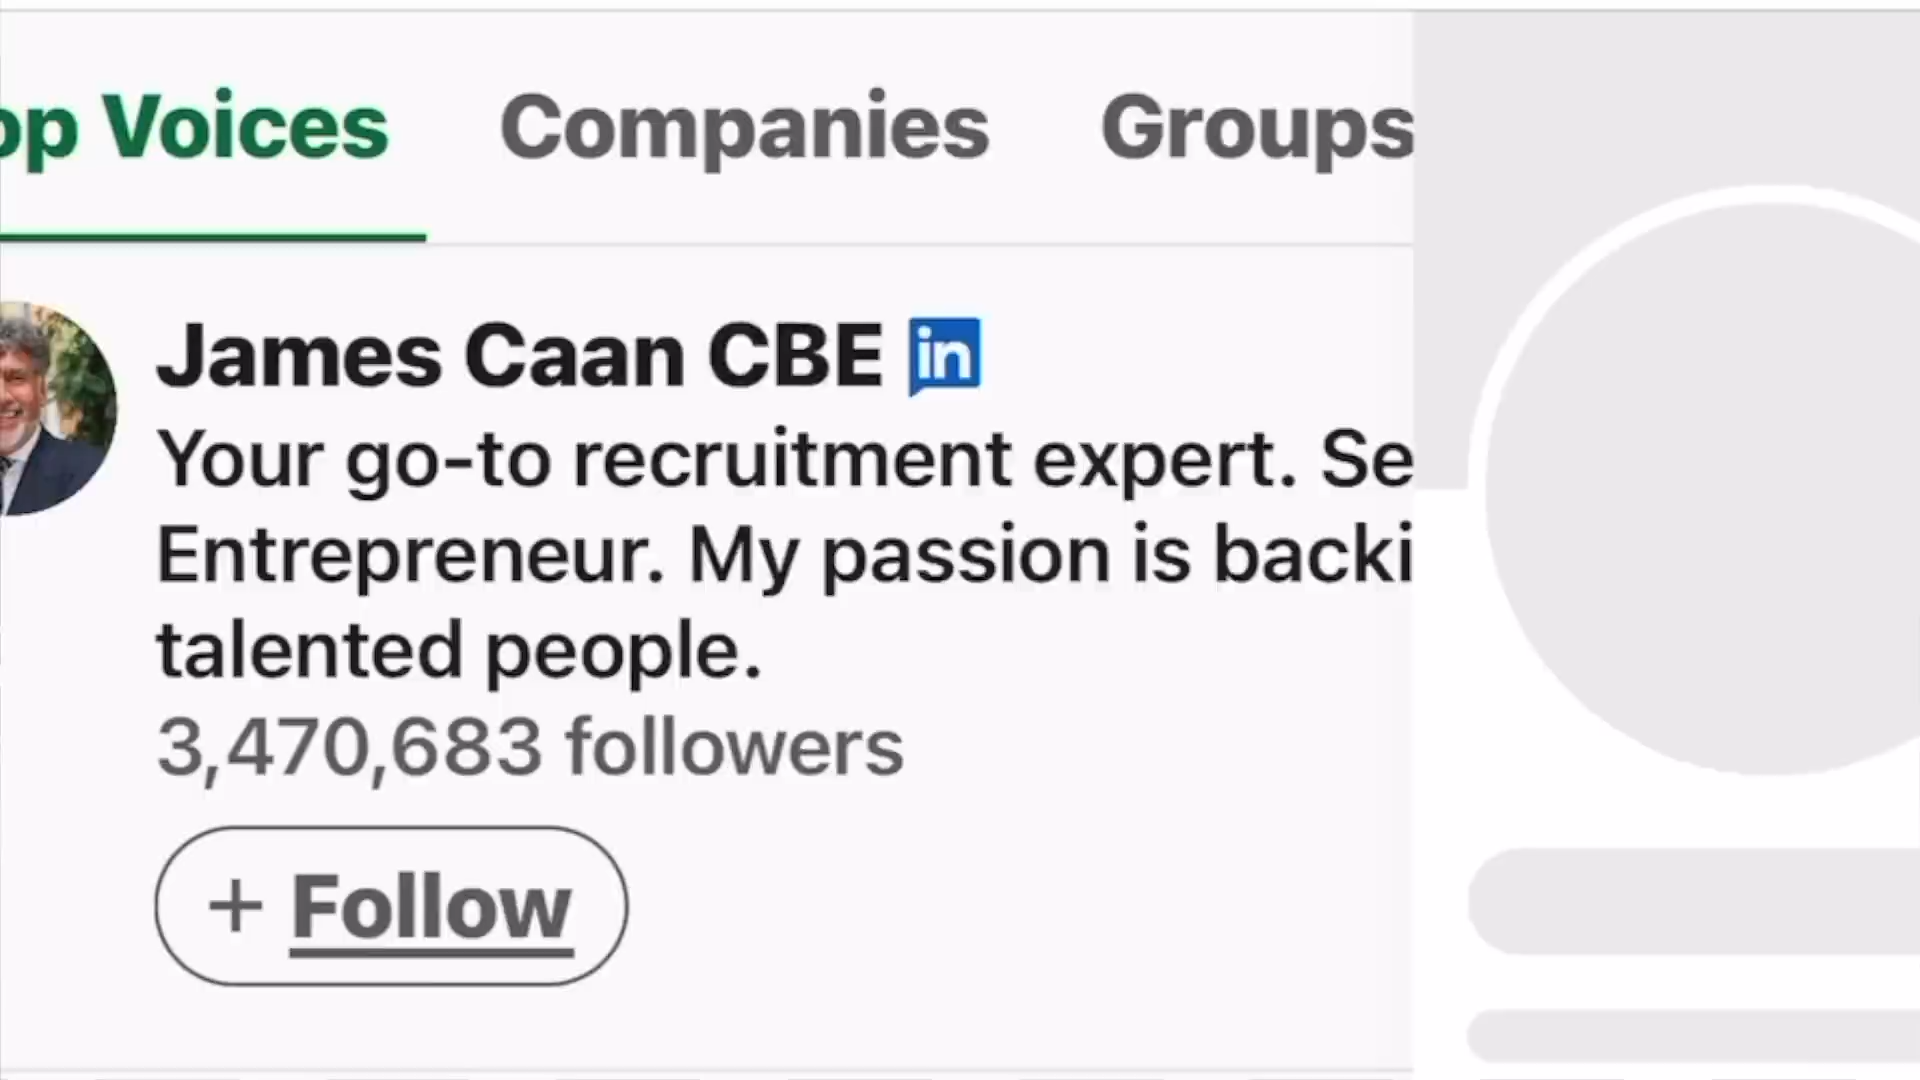 op Voices Companies Groups
James Caan CBE in
Your go-to recruitment expert. Se
Entrepreneur. My passion is backi
talented people.
3,470,683 followers
+ Follow